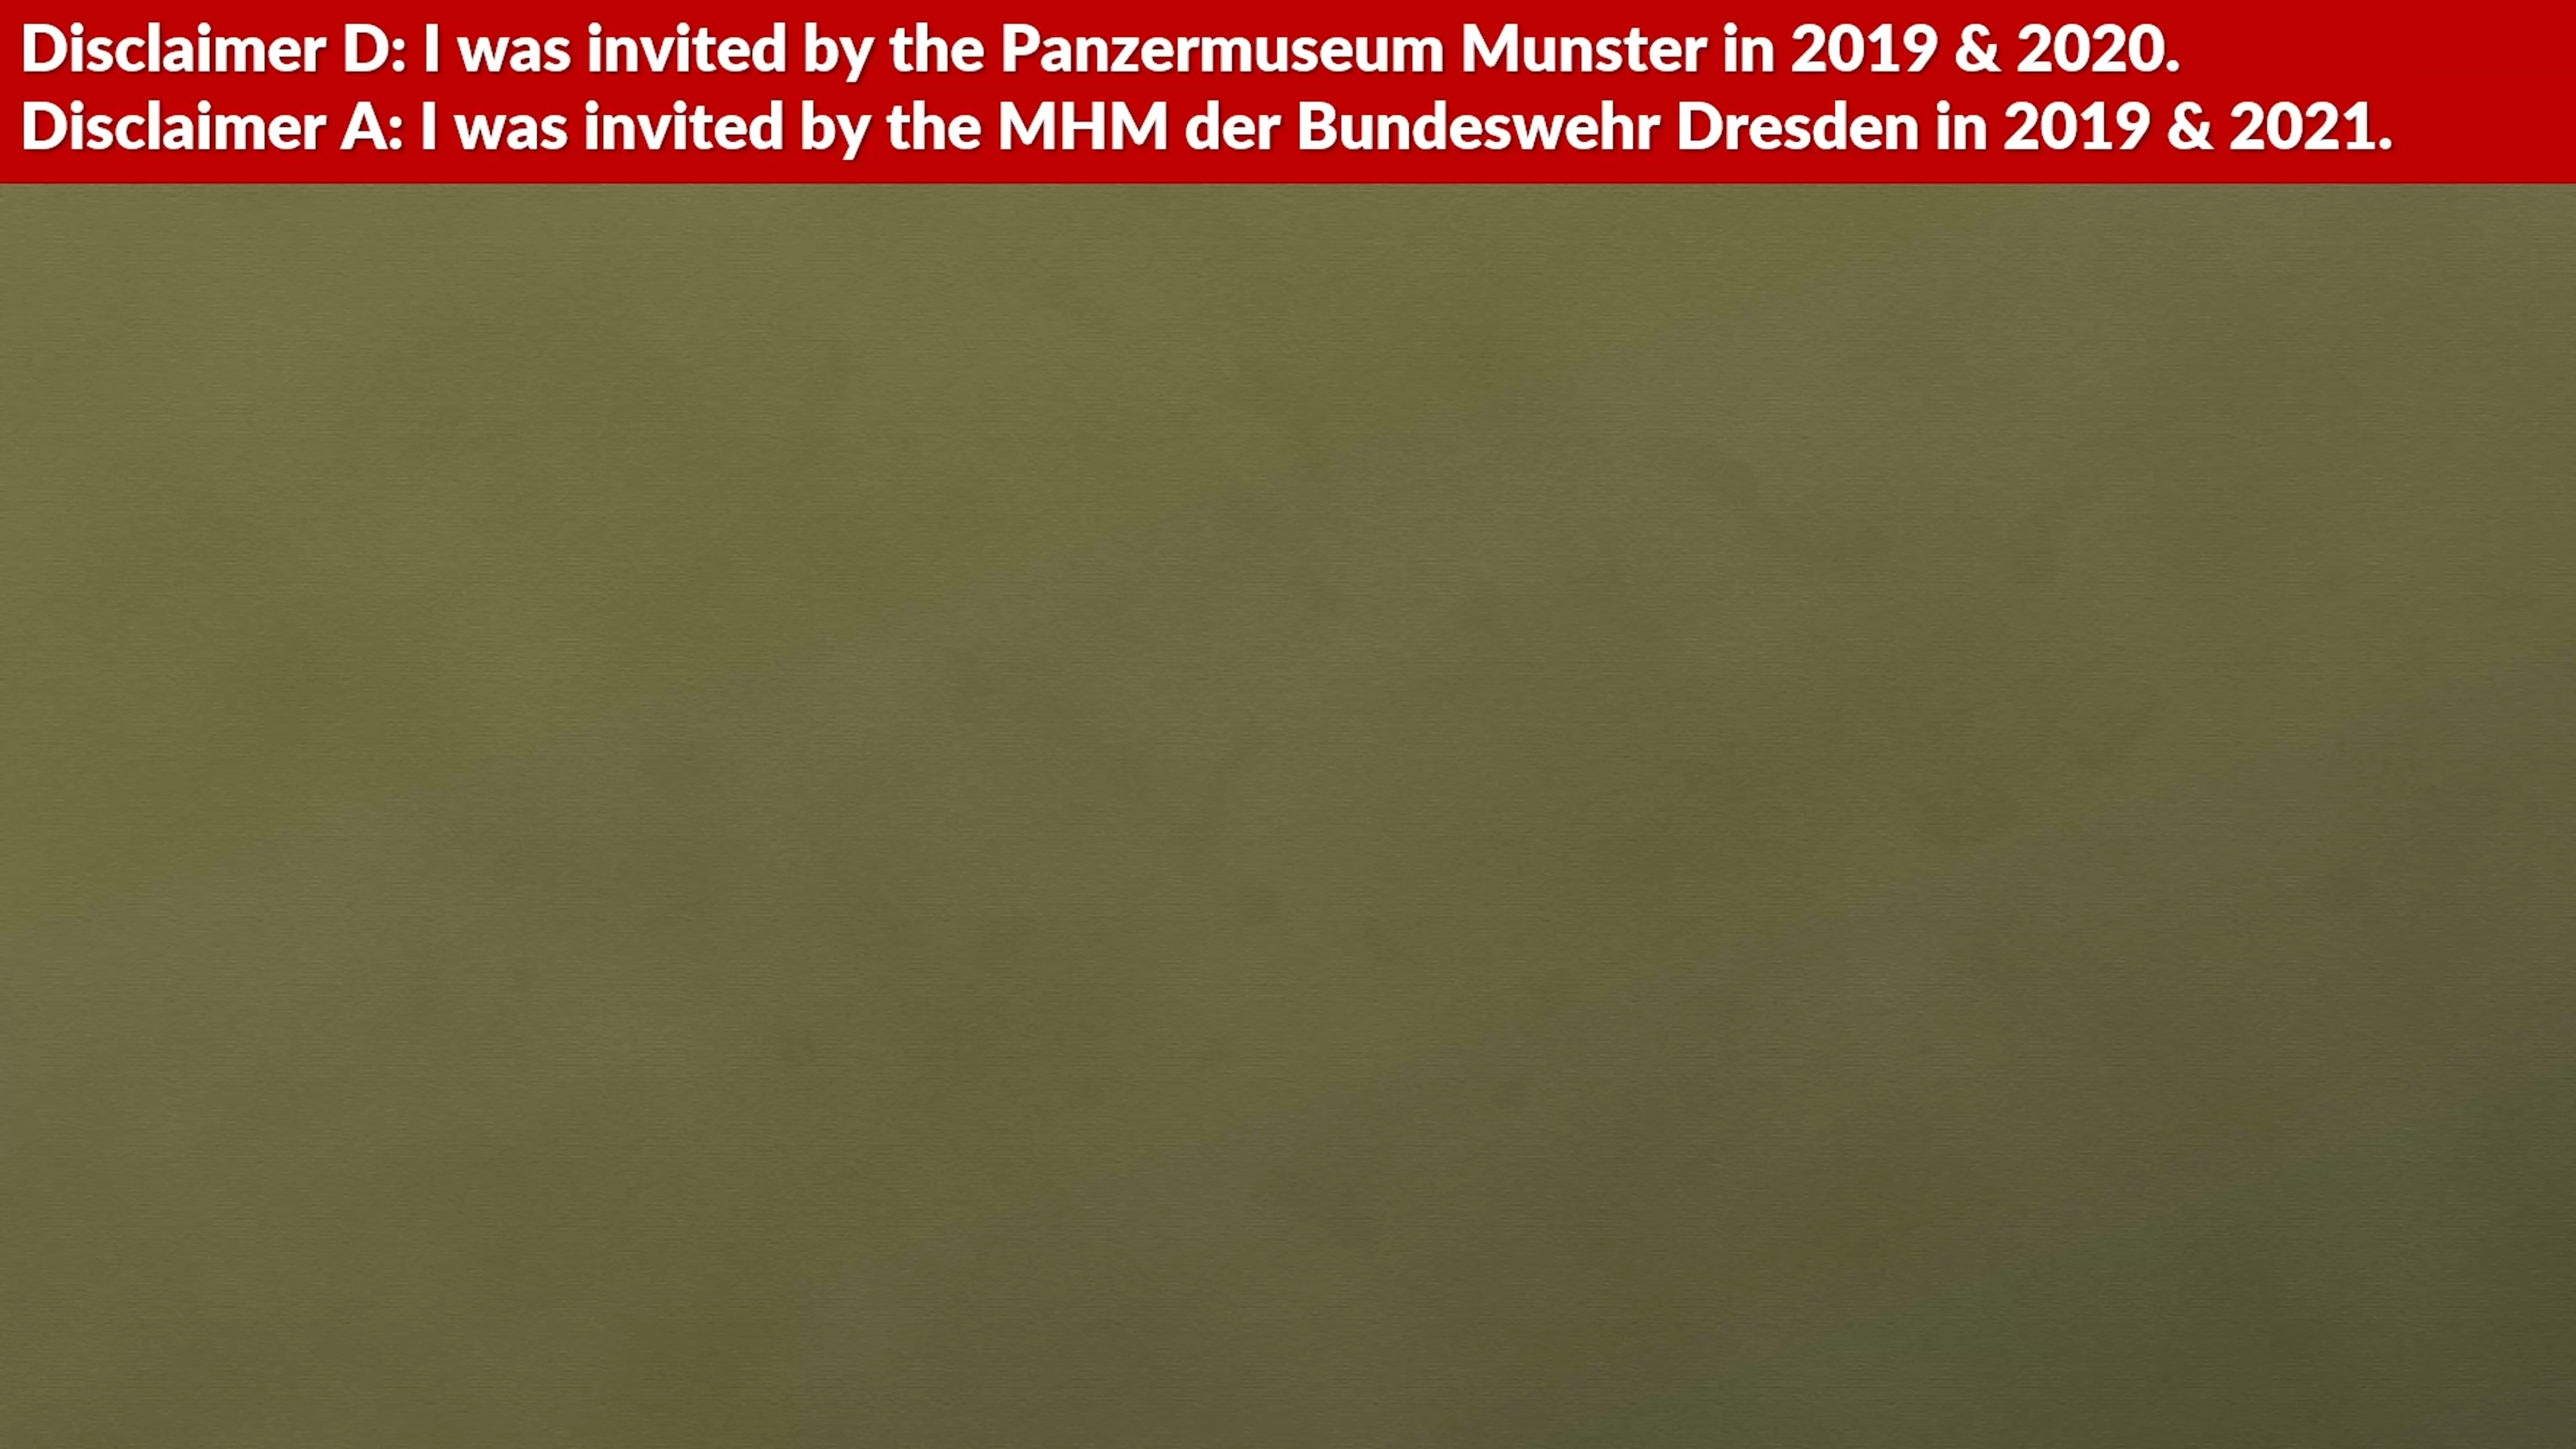 Disclaimer D: I was invited by the Panzermuseum Munster in 2019 & 2020.
Disclaimer A: I was invited by the MHM der Bundeswehr Dresden in 2019 & 2021.